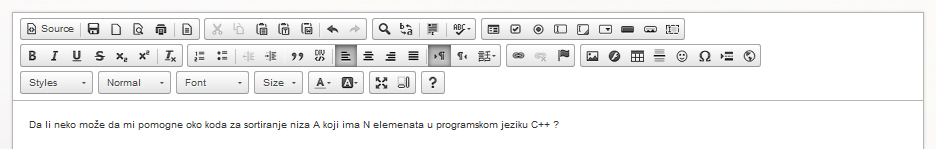 Source
Styles Normal Font Size
Da li neko može da mi pomogne oko koda za sortiranje niza A koji ima N elemenata u programskom jeziku C++ ?